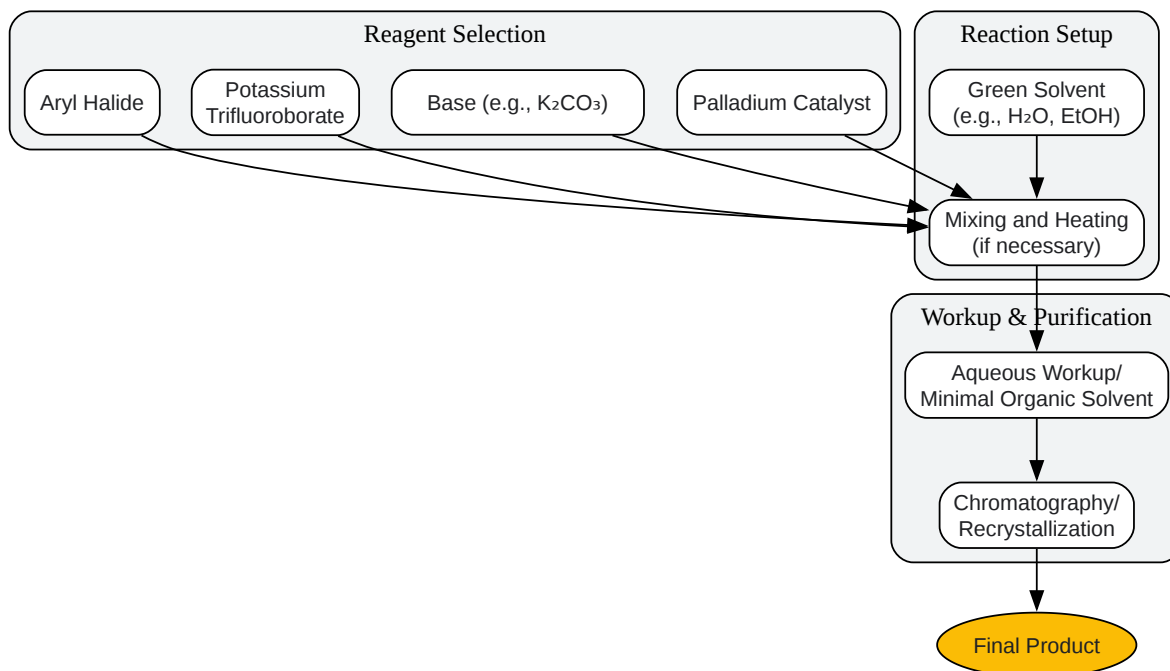 Reagent Selection
Aryl Halide
Potassium
Trifluoroborate
Base (e.g., K₂CO₃)
Palladium Catalyst
Reaction Setup
Green Solvent
(e.g., H₂O, EtOH)
Mixing and Heating
(if necessary)
Workup & Purification
Aqueous Workup/
Minimal Organic Solvent
Chromatography/
Recrystallization
Final Product